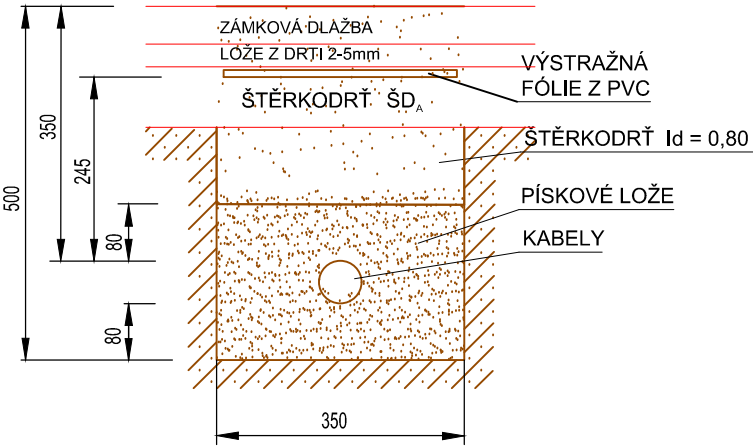 ZÁMKOVÁ DLAŽBA
LOŽE Z DRTI 2-5mm
VÝSTRAŽNÁ
FÓLIE Z PVC
ŠTĚRKODRŤ ŠDA
ŠTĚRKODRŤ Id = 0,80
PÍSKOVÉ LOŽE
KABELY
500
350
245
80
80
350